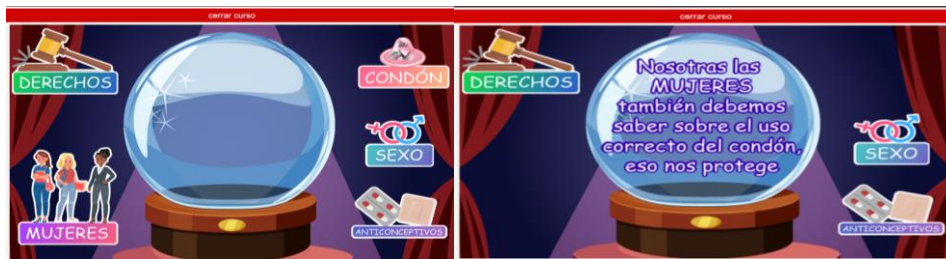 cerrar curso
DERECHOS
CONDÓN
SEXO
MUJERES
ANTICONCEPTIVOS
cerrar curso
DERECHOS
Nosotras las
MUJERES
también debemos
saber sobre el uso
correcto del condón,
eso nos protege
SEXO
ANTICONCEPTIVOS